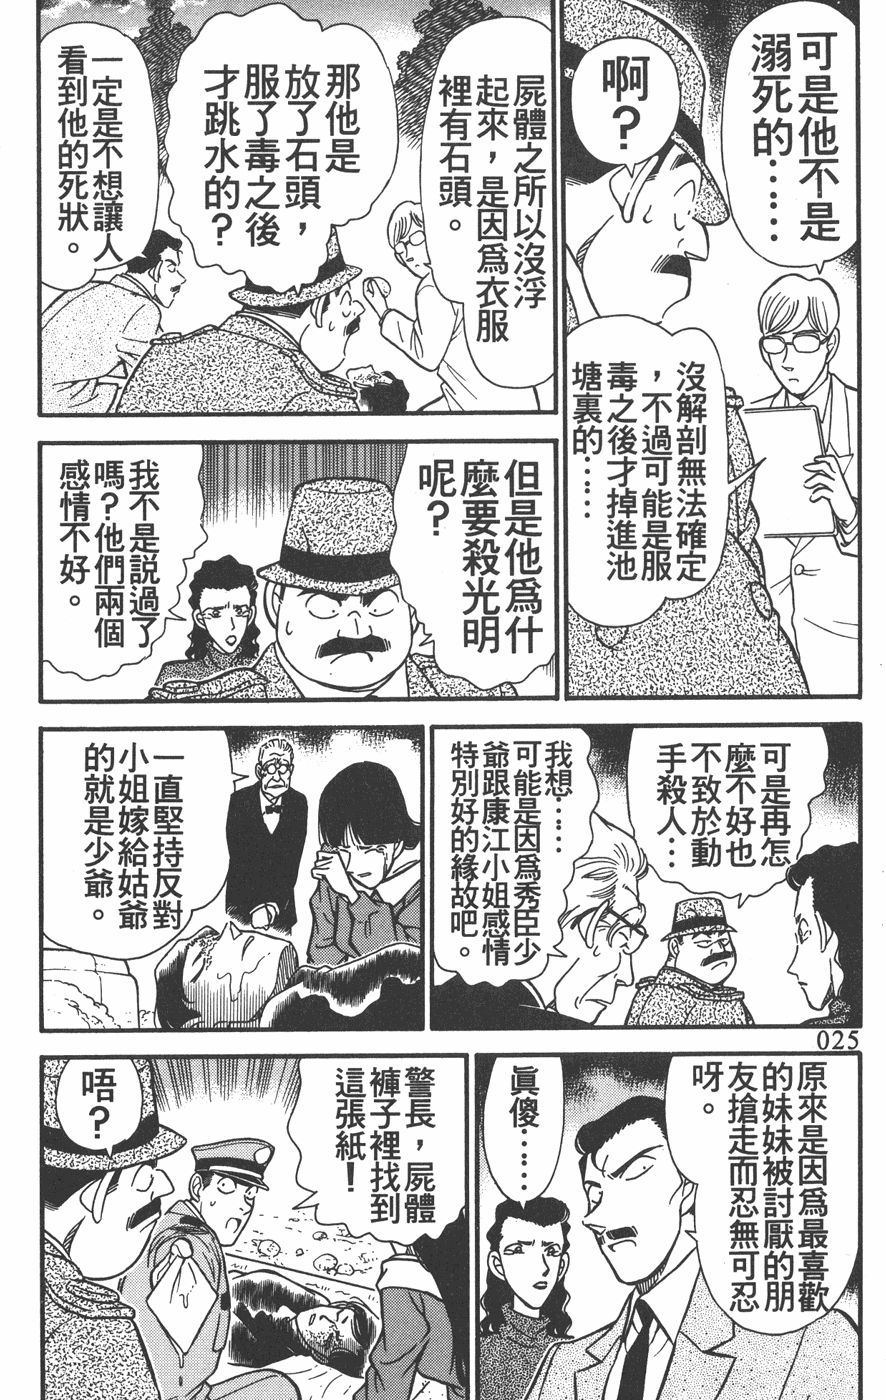 可是他不是
溺死的……
啊？
沒解剖無法確定
，不過可能是服
毒之後才掉進池
塘裏的……
屍體之所以沒浮
起來，是因爲衣服
裡有石頭。
那他是
放了石頭，
服了毒之後
才跳水的？
一定是不想讓人
看到他的死狀。
但是他爲什
麼要殺光明
呢？
我不是說過了
嗎？他們兩個
感情不好。
可是再怎
麼不好也
不致於動
手殺人…
我想……
可能是因爲秀臣少
爺跟康江小姐感情
特別好的緣故吧。
一直堅持反對
小姐嫁給姑爺
的就是少爺。
025
原來是因爲最喜歡
的妹妹被討厭的朋
友搶走而忍無可忍
呀。
眞傻……
警長，屍體
褲子裡找到
這張紙！
唔？